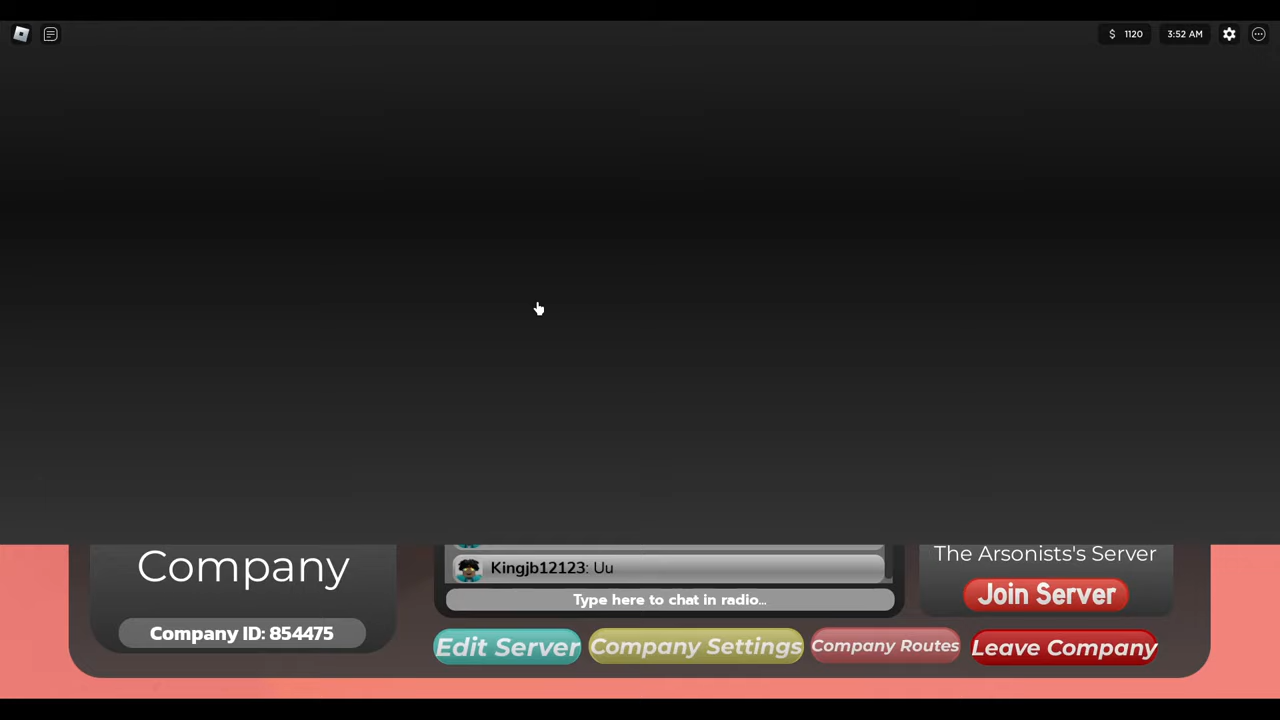 $ 1120
3:52 AM
Company
Company ID: 854475
Kingjb12123: Uu
Type here to chat in radio...
The Arsonists's Server
Join Server
Edit Server
Company Settings
Company Routes
Leave Company